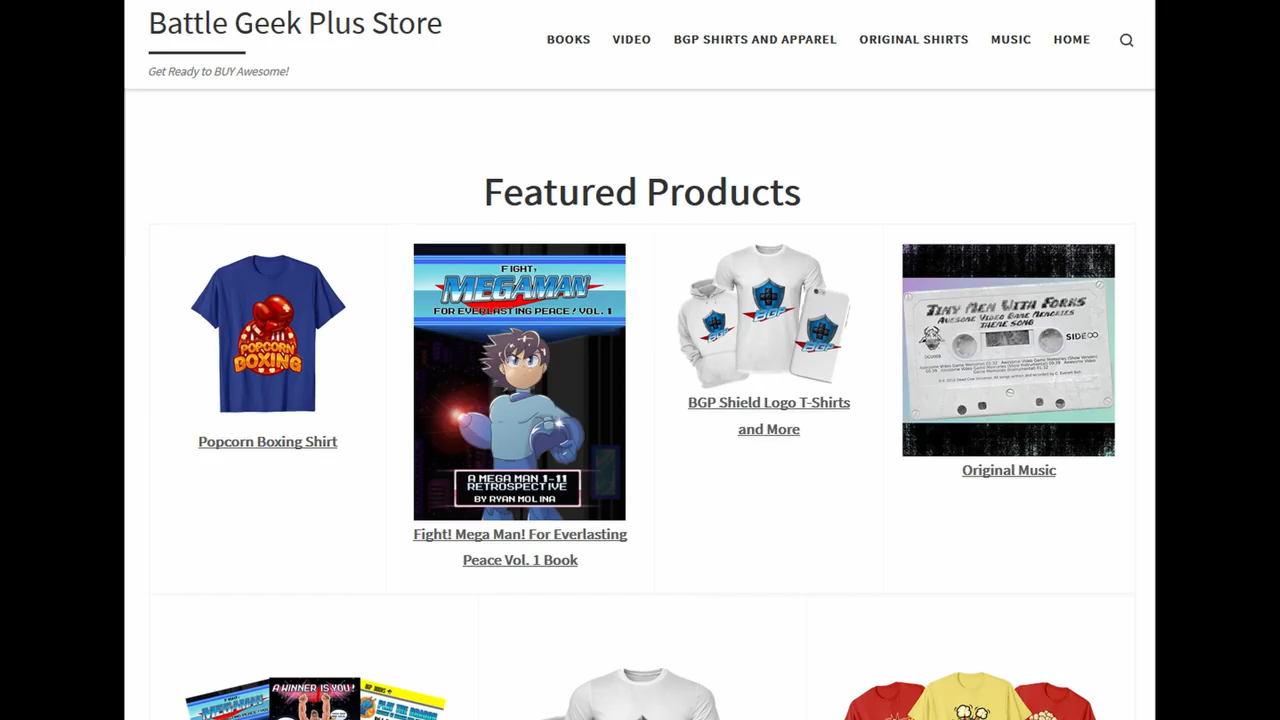 Battle Geek Plus Store
Get Ready to BUY Awesome!
BOOKS VIDEO BGP SHIRTS AND APPAREL ORIGINAL SHIRTS MUSIC HOME
Featured Products
POPCORN
BOXING
Popcorn Boxing Shirt
FIGHT,
MEGAMAN
FOR EVERLASTING PEACE! VOL. 1
A MEGA MAN 1-11
RETROSPECTIVE
BY RYAN MOLINA
Fight! Mega Man! For Everlasting
Peace Vol. 1 Book
BGP
BGP
BGP
BGP Shield Logo T-Shirts
and More
TINY MEN WITH FORKS
AWESOME VIDEO GAME MEMORIES
THEME SONG
SIDE∞
Original Music
MEGAMAN
A WINNER IS YOU!